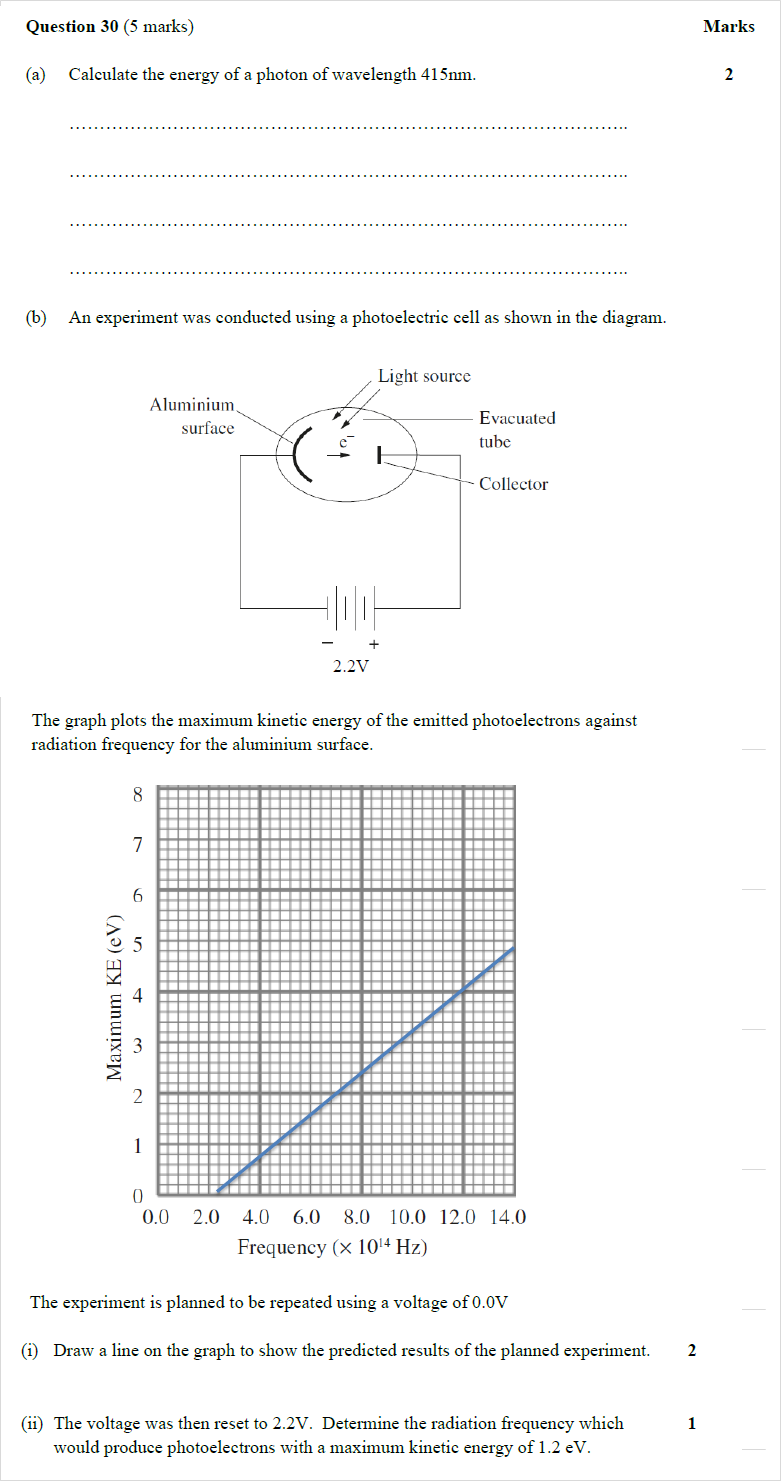 Question 30 (5 marks) Marks
(a) Calculate the energy of a photon of wavelength 415nm. 2
(b) An experiment was conducted using a photoelectric cell as shown in the diagram.
Light source
Aluminium
surface
Evacuated
tube
e⁻
Collector
− +
2.2V
The graph plots the maximum kinetic energy of the emitted photoelectrons against
radiation frequency for the aluminium surface.
8
7
6
5
4
3
2
1
0
Maximum KE (eV)
0.0 2.0 4.0 6.0 8.0 10.0 12.0 14.0
Frequency (× 10¹⁴ Hz)
The experiment is planned to be repeated using a voltage of 0.0V
(i) Draw a line on the graph to show the predicted results of the planned experiment. 2
(ii) The voltage was then reset to 2.2V. Determine the radiation frequency which 1
would produce photoelectrons with a maximum kinetic energy of 1.2 eV.